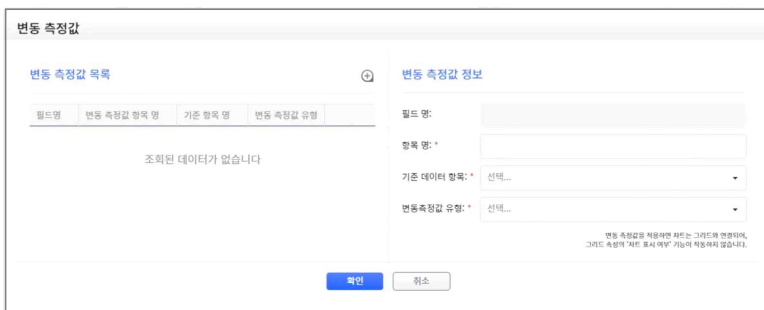 변동 측정값
변동 측정값 목록
필드명 변동 측정값 항목 명 기준 항목 명 변동 측정값 유형
조회된 데이터가 없습니다
변동 측정값 정보
필드 명:
항목 명: *
기준 데이터 항목: * 선택...
변동측정값 유형: * 선택...
변동 측정값을 적용하면 차트는 그리드와 연결되어,
그리드 속성의 '차트 표시 여부' 기능이 작동하지 않습니다.
확인 취소